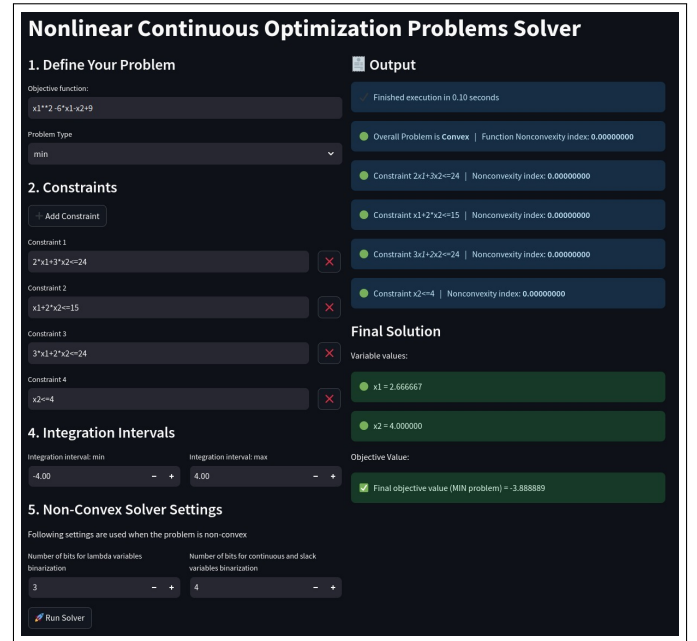 Nonlinear Continuous Optimization Problems Solver
1. Define Your Problem
Objective function:
x1**2 -6*x1-x2+9
Problem Type
min
2. Constraints
+ Add Constraint
Constraint 1
2*x1+3*x2<=24
Constraint 2
x1+2*x2<=15
Constraint 3
3*x1+2*x2<=24
Constraint 4
x2<=4
4. Integration Intervals
Integration interval: min
-4.00
Integration interval: max
4.00
5. Non-Convex Solver Settings
Following settings are used when the problem is non-convex
Number of bits for lambda variables
binarization
3
Number of bits for continuous and slack
variables binarization
4
Run Solver
Output
Finished execution in 0.10 seconds
Overall Problem is Convex | Function Nonconvexity index: 0.00000000
Constraint 2x1+3x2<=24 | Nonconvexity index: 0.00000000
Constraint x1+2*x2<=15 | Nonconvexity index: 0.00000000
Constraint 3x1+2x2<=24 | Nonconvexity index: 0.00000000
Constraint x2<=4 | Nonconvexity index: 0.00000000
Final Solution
Variable values:
x1 = 2.666667
x2 = 4.000000
Objective Value:
Final objective value (MIN problem) = -3.888889